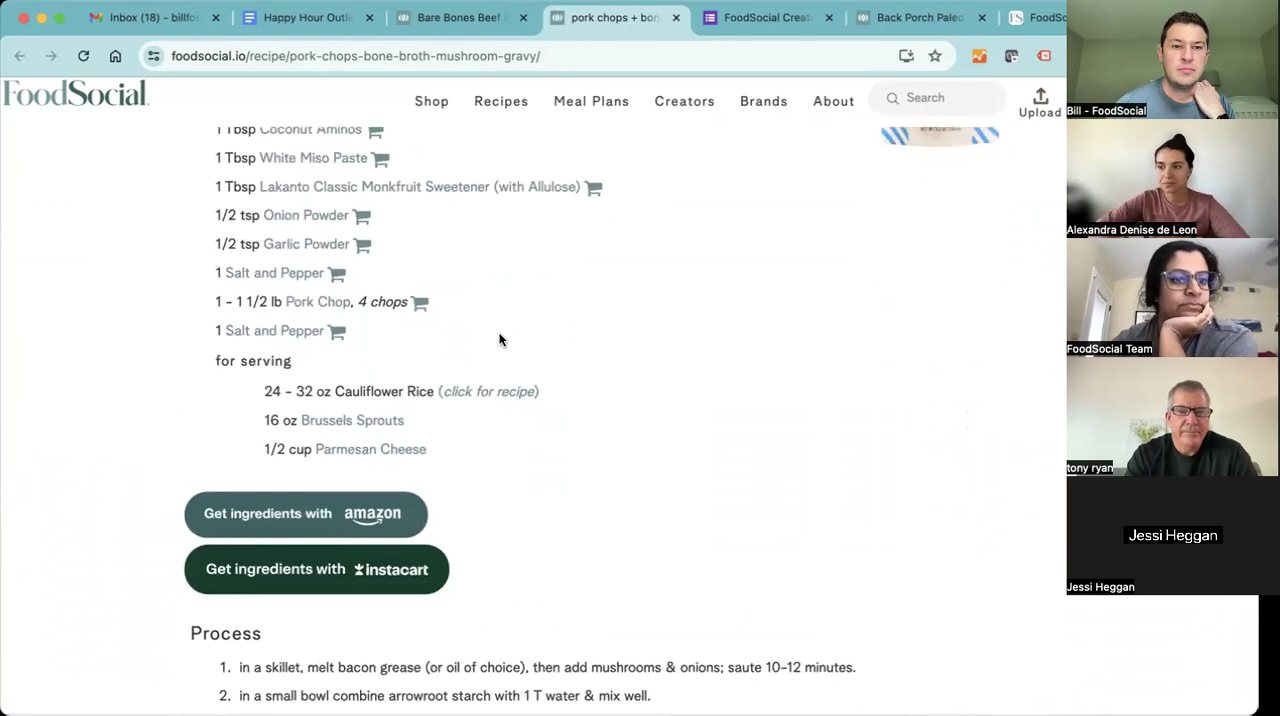 Inbox (18) – billfo
Happy Hour Outli
Bare Bones Beef
pork chops + bon
FoodSocial Creat
Back Porch Paleo
FoodSo
foodsocial.io/recipe/pork-chops-bone-broth-mushroom-gravy/
FoodSocial.
Shop
Recipes
Meal Plans
Creators
Brands
About
Search
Upload
1 Tbsp Coconut Aminos
1 Tbsp White Miso Paste
1 Tbsp Lakanto Classic Monkfruit Sweetener (with Allulose)
1/2 tsp Onion Powder
1/2 tsp Garlic Powder
1 Salt and Pepper
1 - 1 1/2 lb Pork Chop, 4 chops
1 Salt and Pepper
for serving
24 - 32 oz Cauliflower Rice (click for recipe)
16 oz Brussels Sprouts
1/2 cup Parmesan Cheese
Get ingredients with amazon
Get ingredients with instacart
Process
1. in a skillet, melt bacon grease (or oil of choice), then add mushrooms & onions; saute 10-12 minutes.
2. in a small bowl combine arrowroot starch with 1 T water & mix well.
Bill - FoodSocial
Alexandra Denise de Leon
FoodSocial Team
tony ryan
Jessi Heggan
Jessi Heggan